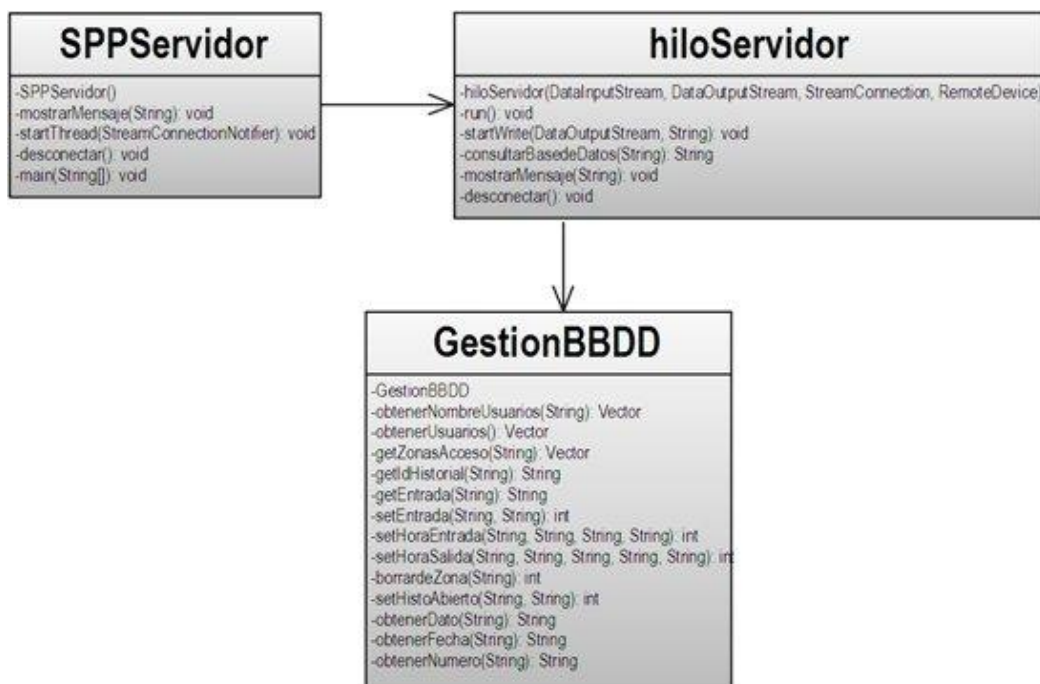 SPPServidor
-SPPServidor()
-mostrarMensaje(String): void
-startThread(StreamConnectionNotifier): void
-desconectar(): void
-main(String[]): void
hiloServidor
-hiloServidor(DataInputStream, DataOutputStream, StreamConnection, RemoteDevice)
-run(): void
-startWrite(DataOutputStream, String): void
-consultarBasedeDatos(String): String
-mostrarMensaje(String): void
-desconectar(): void
GestionBBDD
-GestionBBDD
-obtenerNombreUsuarios(String): Vector
-obtenerUsuarios(): Vector
-getZonasAcceso(String): Vector
-getIdHistorial(String): String
-getEntrada(String): String
-setEntrada(String, String): int
-setHoraEntrada(String, String, String, String): int
-setHoraSalida(String, String, String, String, String): int
-borrardeZona(String): int
-setHistoAbierto(String, String): int
-obtenerDato(String): String
-obtenerFecha(String): String
-obtenerNumero(String): String